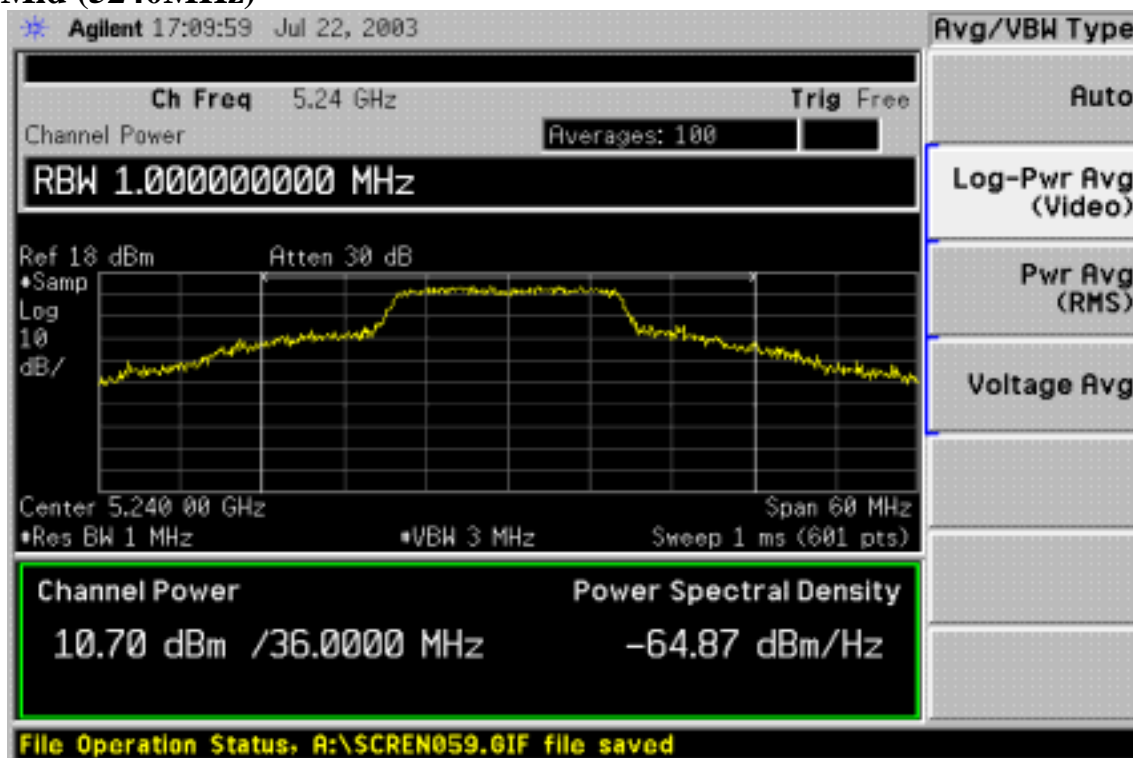 Mid (5240MHz)
Agilent 17:09:59 Jul 22, 2003
Avg/VBW Type
Ch Freq 5.24 GHz
Trig Free
Channel Power
Averages: 100
RBW 1.000000000 MHz
Ref 18 dBm
Atten 30 dB
#Samp
Log
10
dB/
Center 5.240 00 GHz
Span 60 MHz
#Res BW 1 MHz
#VBW 3 MHz
Sweep 1 ms (601 pts)
Channel Power
Power Spectral Density
10.70 dBm /36.0000 MHz
-64.87 dBm/Hz
File Operation Status, A:\SCREN059.GIF file saved
Auto
Log-Pwr Avg
(Video)
Pwr Avg
(RMS)
Voltage Avg